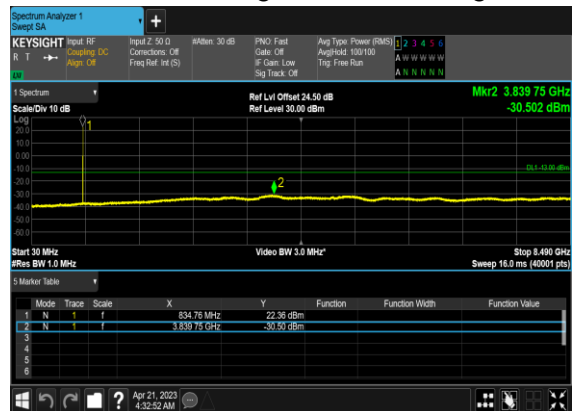 Spectrum Analyzer 1
Swept SA
+
KEYSIGHT
R T
Input: RF
Coupling: DC
Align: Off
Input Z: 50 Ω
Corrections: Off
Freq Ref: Int (S)
#Atten: 30 dB
PNO: Fast
Gate: Off
IF Gain: Low
Sig Track: Off
Avg Type: Power (RMS)
Avg|Hold: 100/100
Trig: Free Run
1 2 3 4 5 6
A W W W W W
A N N N N N
1 Spectrum
Scale/Div 10 dB
Ref Lvl Offset 24.50 dB
Ref Level 30.00 dBm
Mkr2 3.839 75 GHz
-30.502 dBm
Log
20.0
10.0
0.00
-10.0
-20.0
-30.0
-40.0
-50.0
-60.0
1
2
DL1 -13.00 dBm
Start 30 MHz
#Res BW 1.0 MHz
Video BW 3.0 MHz*
Stop 8.490 GHz
Sweep 16.0 ms (40001 pts)
5 Marker Table
Mode Trace Scale X Y Function Function Width Function Value
1 N 1 f 834.76 MHz 22.36 dBm
2 N 1 f 3.839 75 GHz -30.50 dBm
3
4
5
6
?
Apr 21, 2023
4:32:52 AM